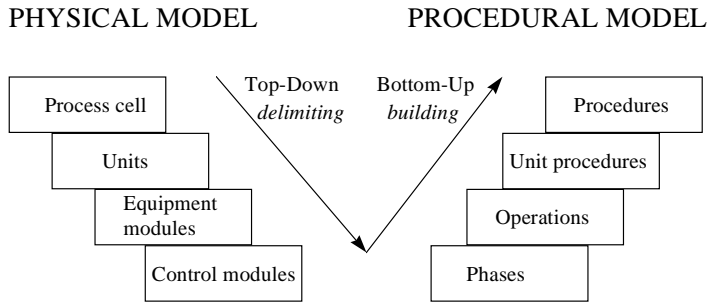 PHYSICAL MODEL
PROCEDURAL MODEL
Top-Down
delimiting
Bottom-Up
building
Process cell
Units
Equipment
modules
Control modules
Procedures
Unit procedures
Operations
Phases